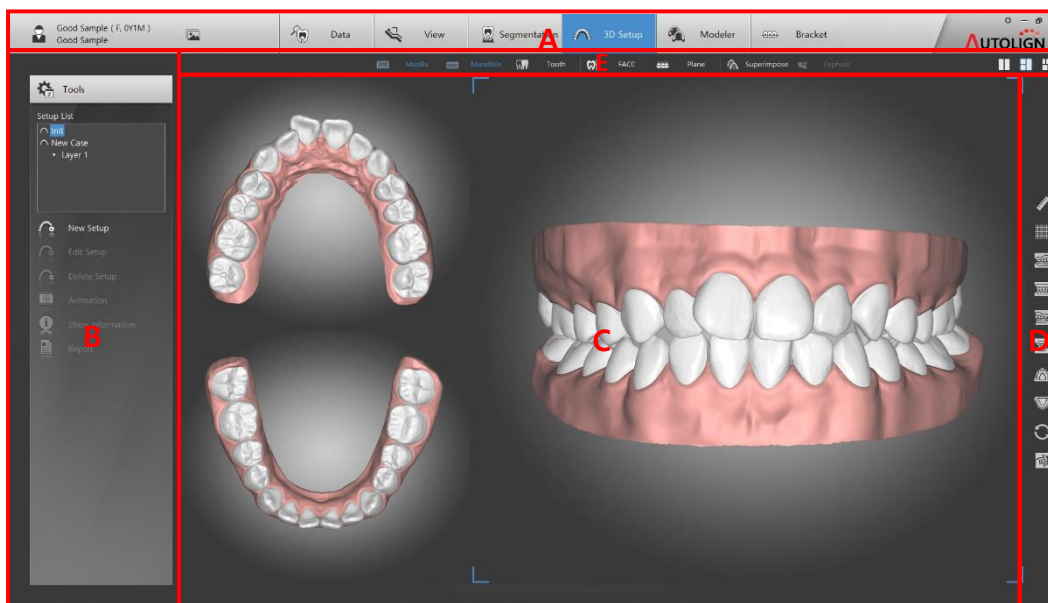 Good Sample ( F, 0Y1M )
Good Sample
Data
View
Segmentation
3D Setup
Modeler
Bracket
AUTOLIGN
A
Maxilla
Mandible
Tooth
E
FACC
Plane
Superimpose
Cephalo
Tools
Setup List
Init
New Case
Layer 1
New Setup
Edit Setup
Delete Setup
Animation
Show Information
B
Report
C
D